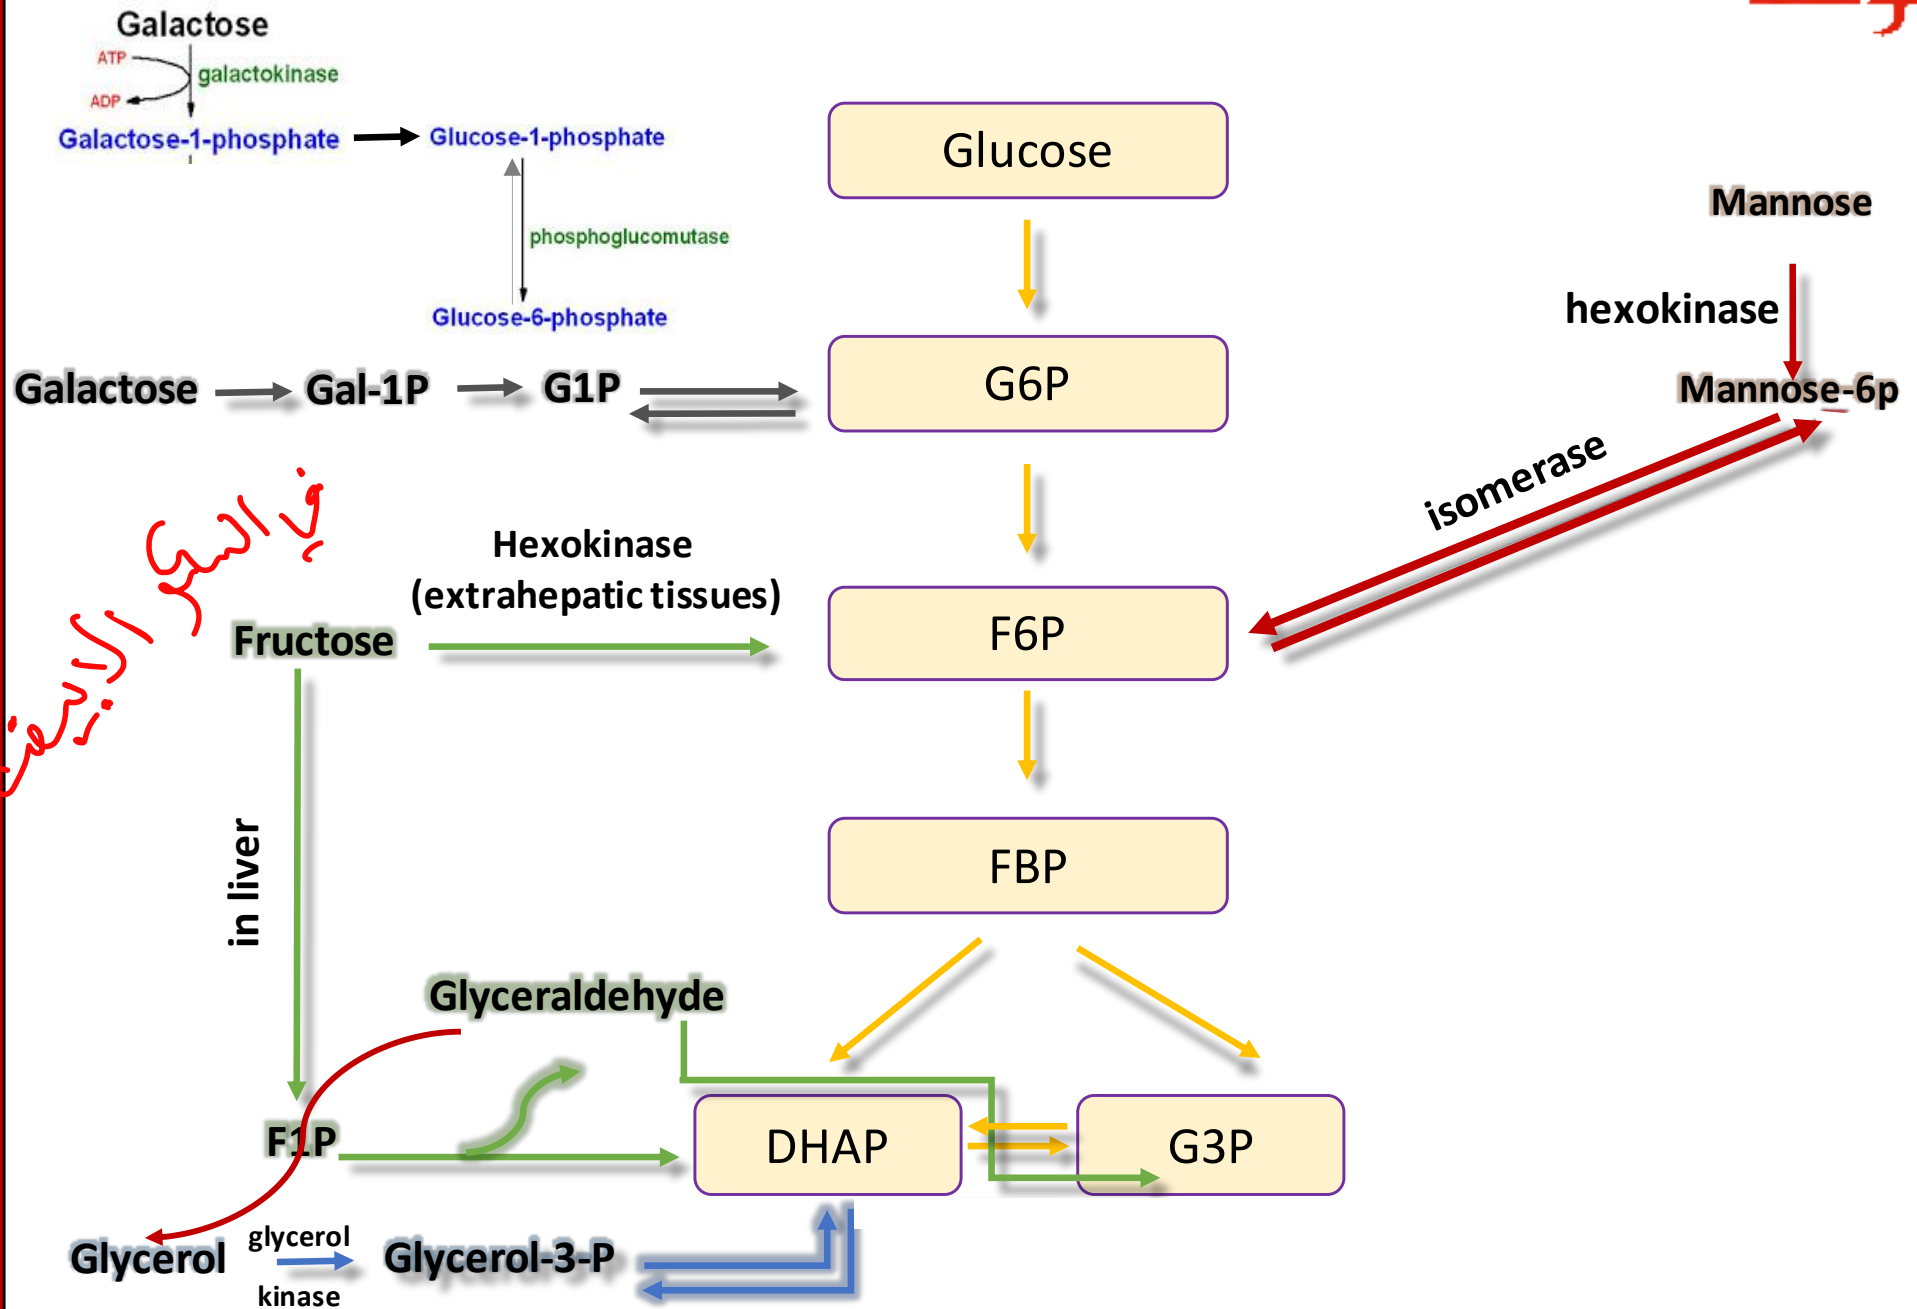 Galactose
ATP
galactokinase
ADP
Galactose-1-phosphate
Glucose-1-phosphate
phosphoglucomutase
Glucose-6-phosphate
Glucose
Mannose
hexokinase
Mannose-6p
Galactose
Gal-1P
G1P
G6P
isomerase
في السكر الابيض
Hexokinase
(extrahepatic tissues)
Fructose
F6P
in liver
FBP
Glyceraldehyde
F1P
DHAP
G3P
Glycerol
glycerol
kinase
Glycerol-3-P